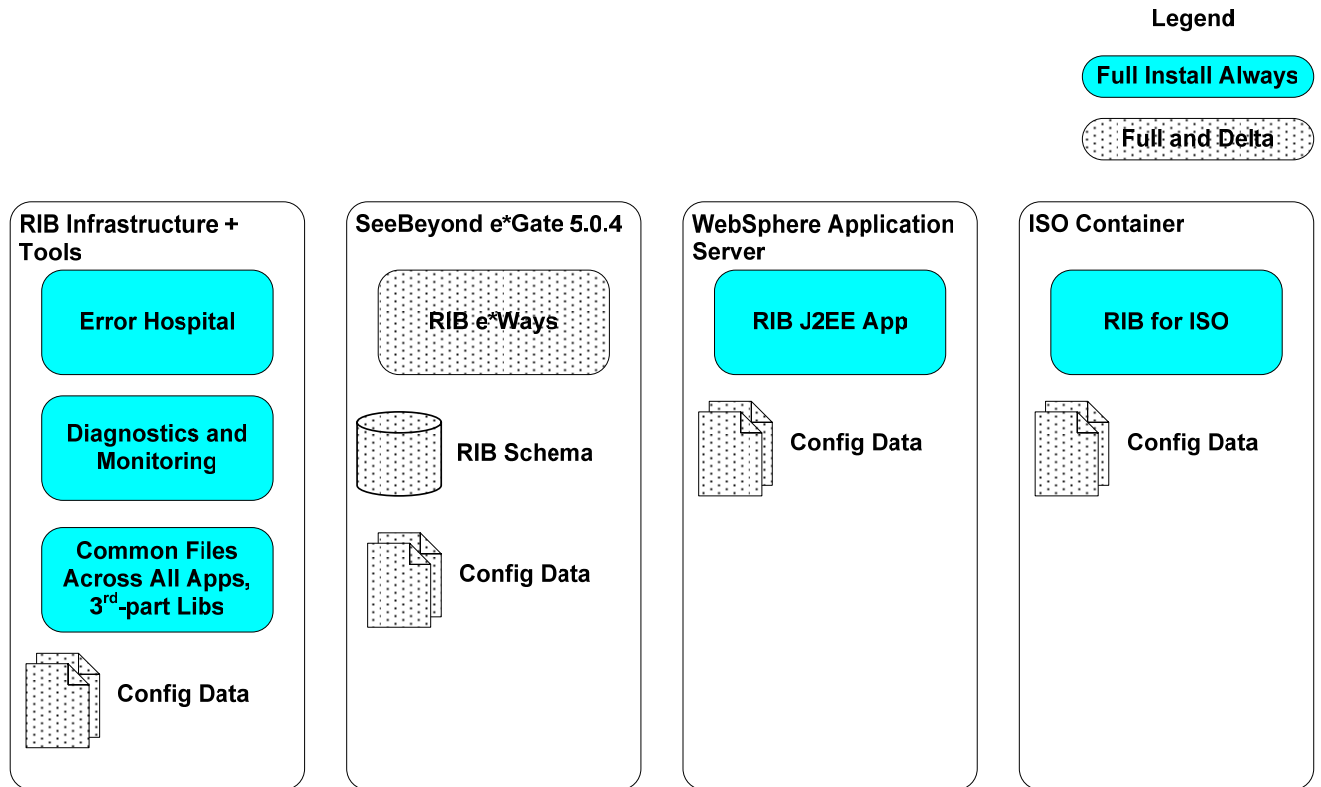 Legend
Full Install Always
Full and Delta
RIB Infrastructure +
Tools
Error Hospital
Diagnostics and
Monitoring
Common Files
Across All Apps,
3rd-part Libs
Config Data
SeeBeyond e*Gate 5.0.4
RIB e*Ways
RIB Schema
Config Data
WebSphere Application
Server
RIB J2EE App
Config Data
ISO Container
RIB for ISO
Config Data